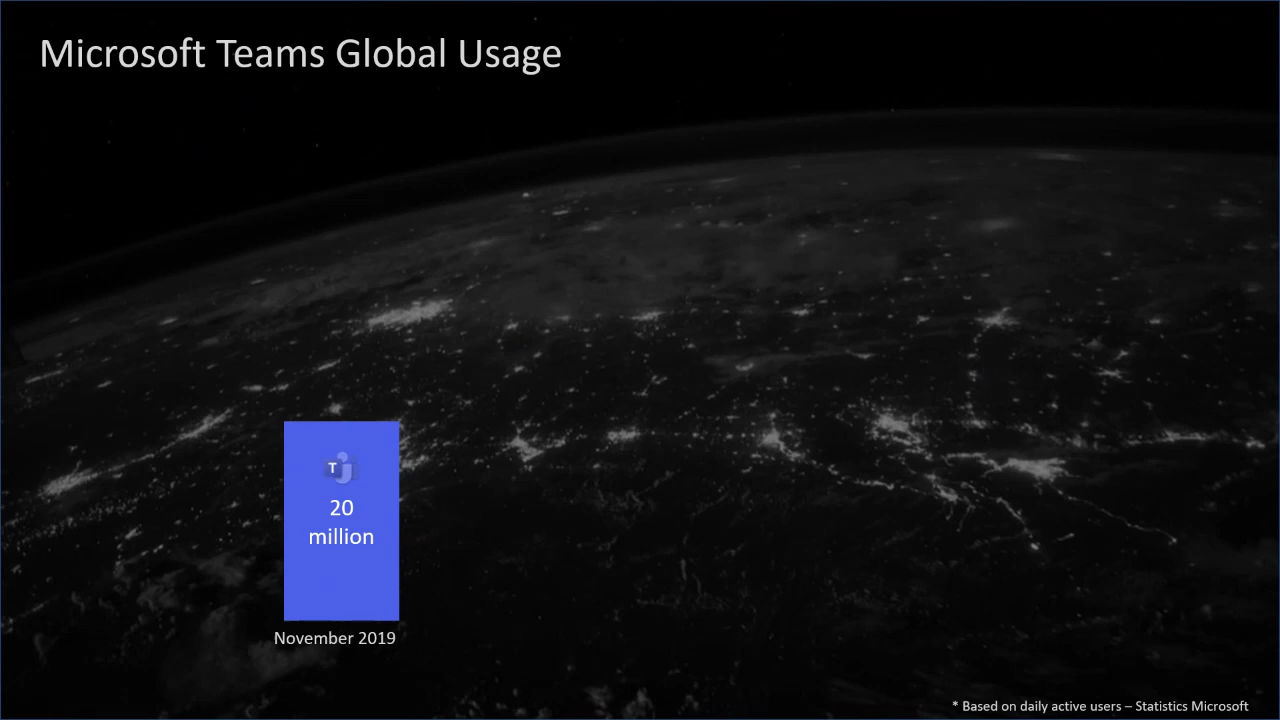 Microsoft Teams Global Usage
T
20
million
November 2019
* Based on daily active users – Statistics Microsoft